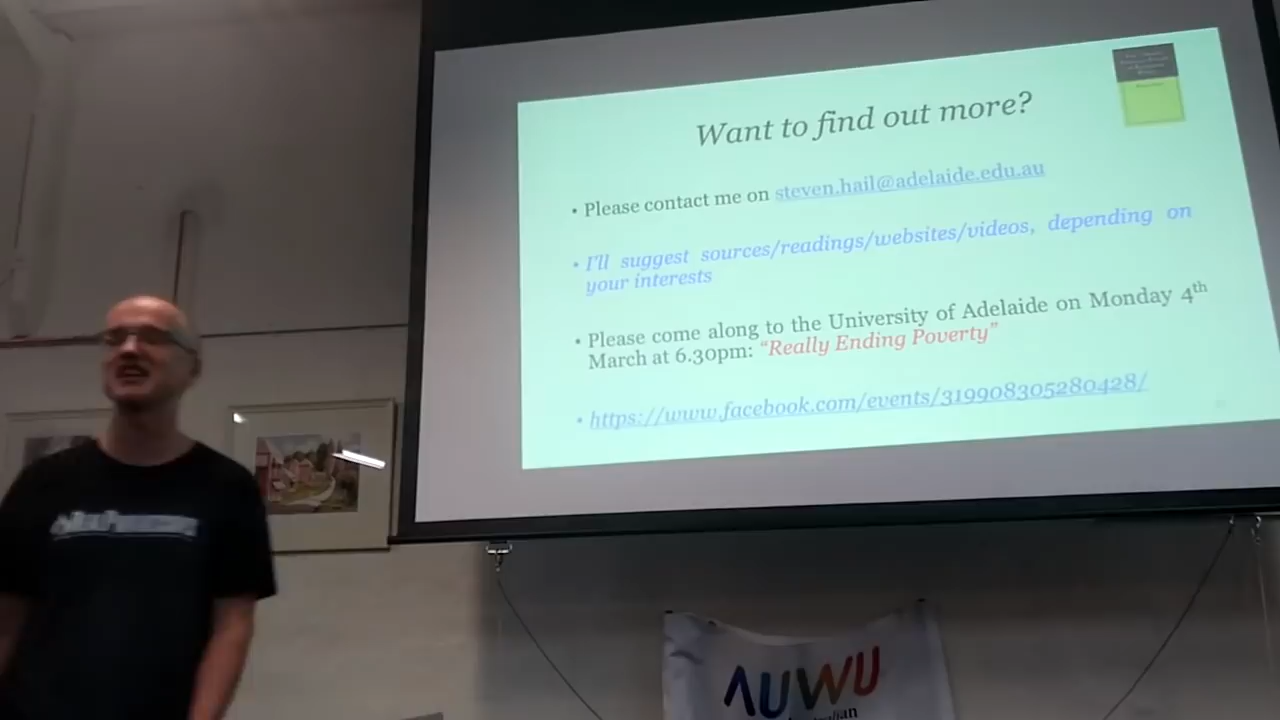 Want to find out more?
• Please contact me on steven.hail@adelaide.edu.au
• I'll suggest sources/readings/websites/videos, depending on
your interests
• Please come along to the University of Adelaide on Monday 4th
March at 6.30pm: "Really Ending Poverty"
• https://www.facebook.com/events/319908305280428/
AUWU